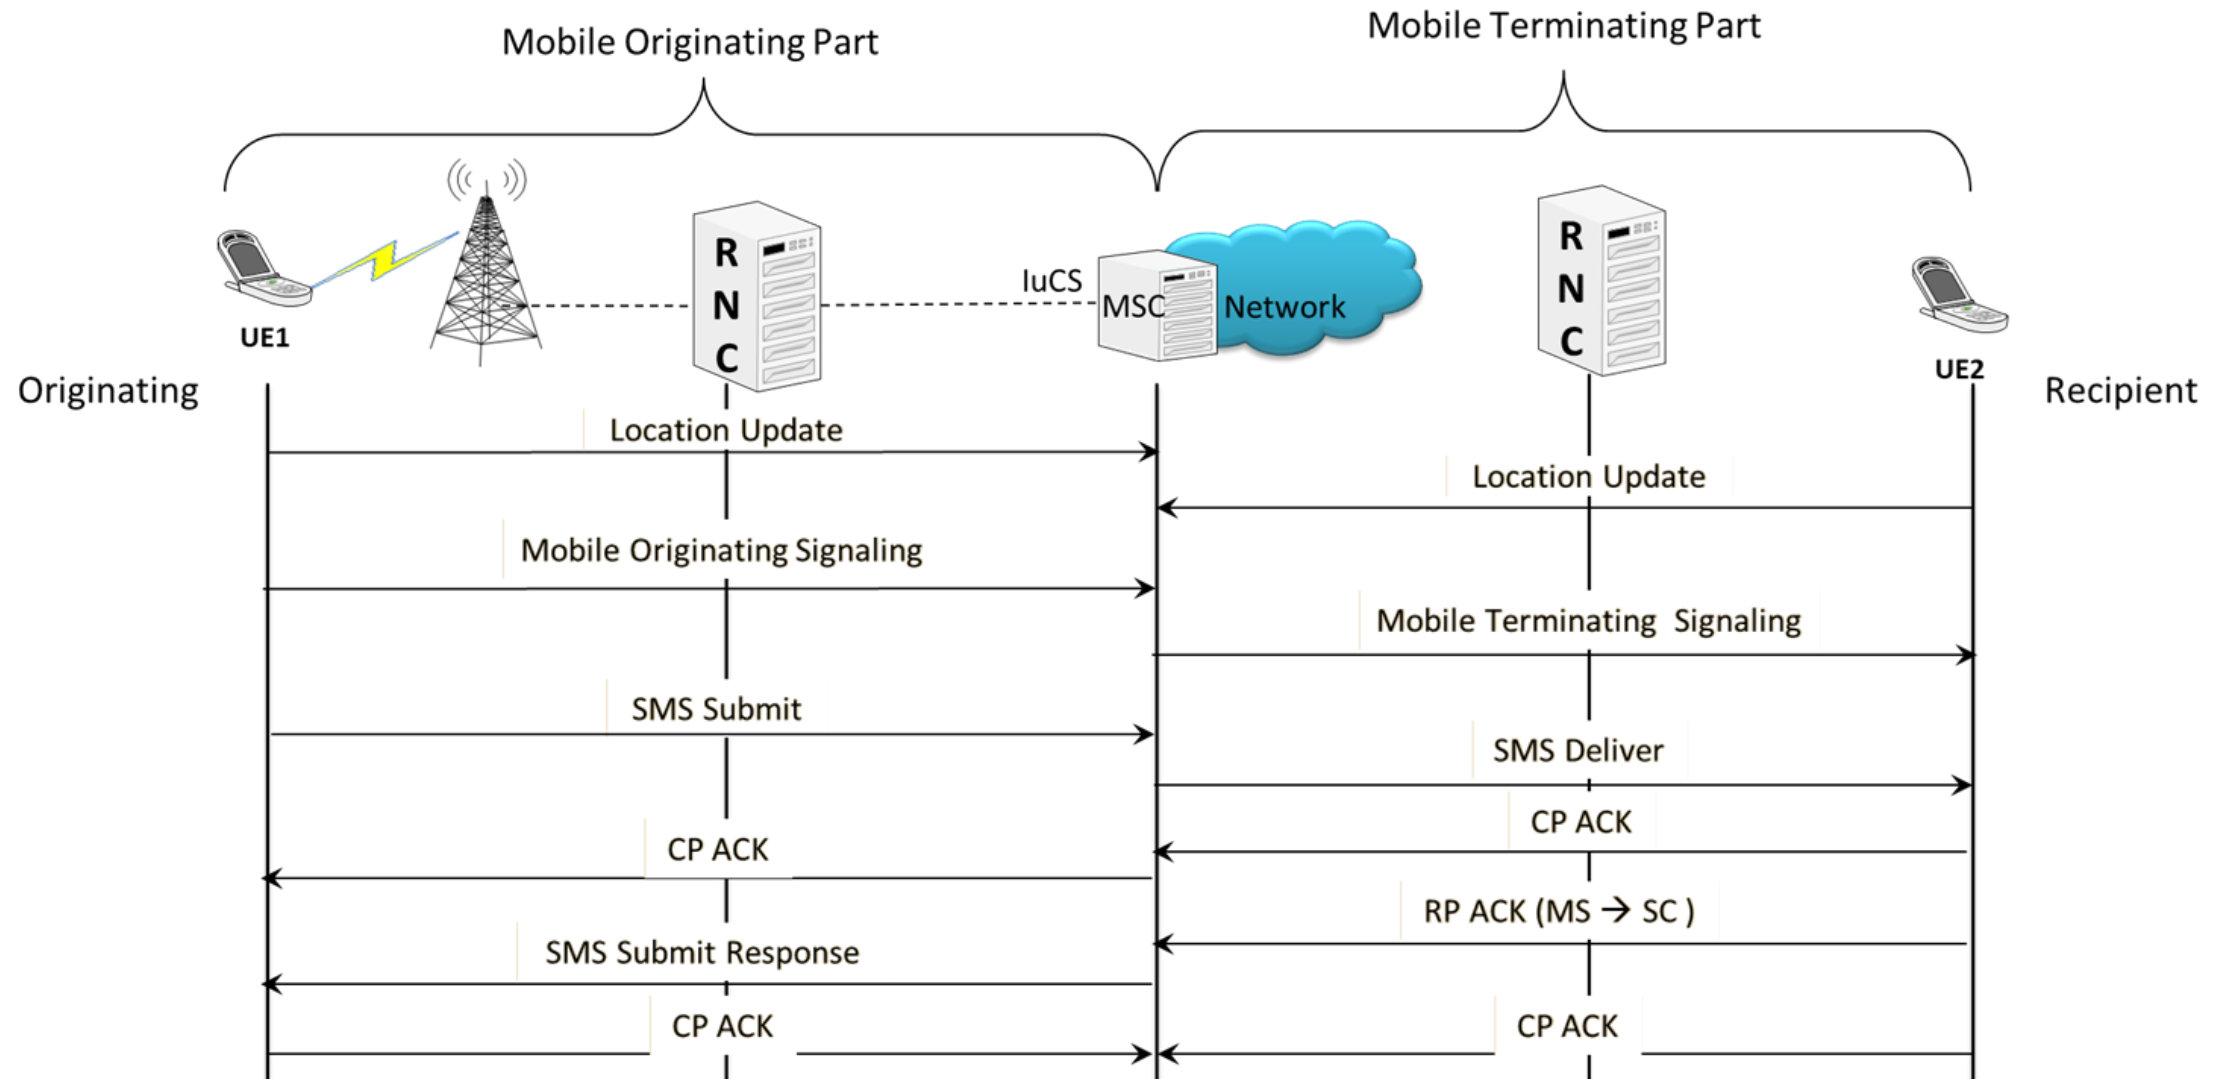 Mobile Originating Part
Mobile Terminating Part
R
N
C
R
N
C
IuCS
MSC
Network
UE1
UE2
Originating
Recipient
Location Update
Location Update
Mobile Originating Signaling
Mobile Terminating Signaling
SMS Submit
SMS Deliver
CP ACK
CP ACK
RP ACK (MS → SC )
SMS Submit Response
CP ACK
CP ACK